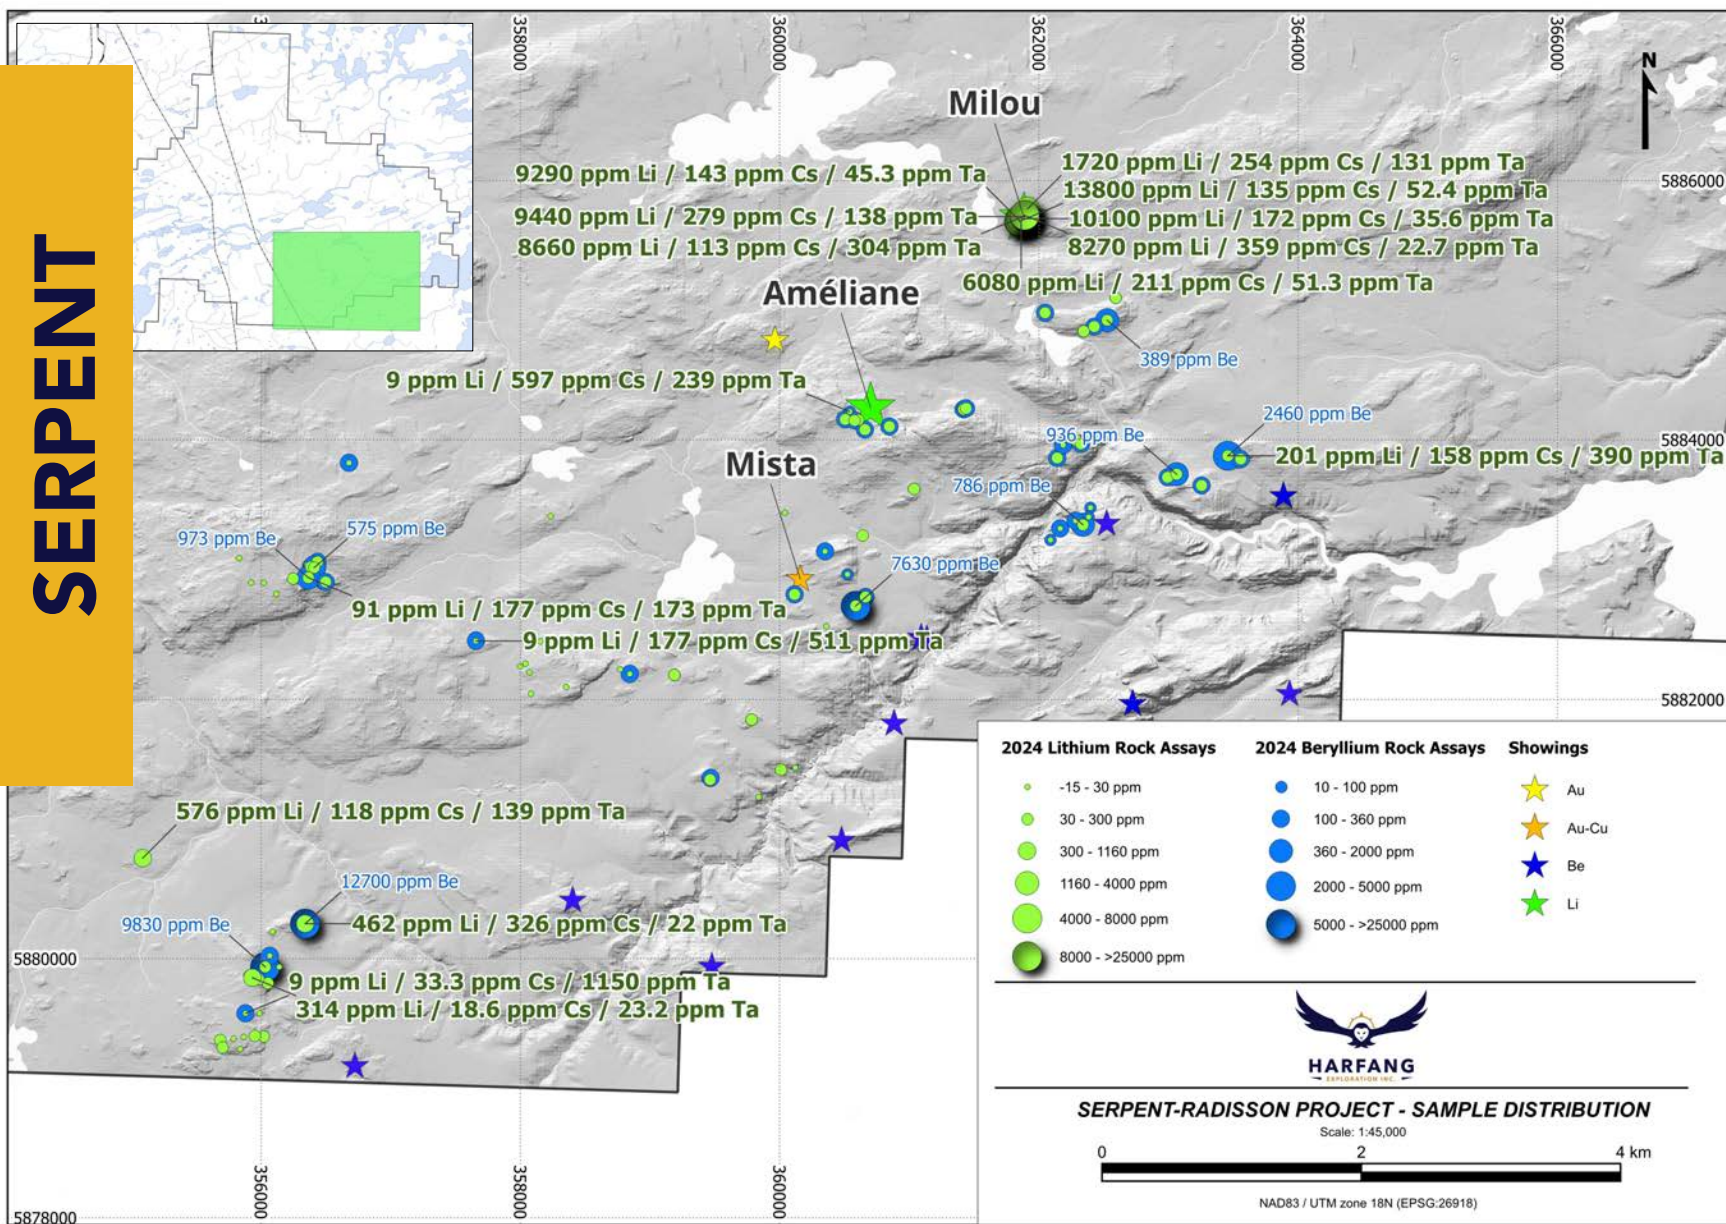 SERPENT
358000
360000
362000
364000
366000
N
Milou
9290 ppm Li / 143 ppm Cs / 45.3 ppm Ta
1720 ppm Li / 254 ppm Cs / 131 ppm Ta
13800 ppm Li / 135 ppm Cs / 52.4 ppm Ta
5886000
9440 ppm Li / 279 ppm Cs / 138 ppm Ta
10100 ppm Li / 172 ppm Cs / 35.6 ppm Ta
8660 ppm Li / 113 ppm Cs / 304 ppm Ta
8270 ppm Li / 359 ppm Cs / 22.7 ppm Ta
6080 ppm Li / 211 ppm Cs / 51.3 ppm Ta
Améliane
389 ppm Be
9 ppm Li / 597 ppm Cs / 239 ppm Ta
2460 ppm Be
936 ppm Be
5884000
201 ppm Li / 158 ppm Cs / 390 ppm Ta
Mista
786 ppm Be
575 ppm Be
973 ppm Be
7630 ppm Be
91 ppm Li / 177 ppm Cs / 173 ppm Ta
9 ppm Li / 177 ppm Cs / 511 ppm Ta
5882000
576 ppm Li / 118 ppm Cs / 139 ppm Ta
12700 ppm Be
462 ppm Li / 326 ppm Cs / 22 ppm Ta
9830 ppm Be
5880000
9 ppm Li / 33.3 ppm Cs / 1150 ppm Ta
314 ppm Li / 18.6 ppm Cs / 23.2 ppm Ta
356000
358000
360000
5878000
2024 Lithium Rock Assays
-15 - 30 ppm
30 - 300 ppm
300 - 1160 ppm
1160 - 4000 ppm
4000 - 8000 ppm
8000 - >25000 ppm
2024 Beryllium Rock Assays
10 - 100 ppm
100 - 360 ppm
360 - 2000 ppm
2000 - 5000 ppm
5000 - >25000 ppm
Showings
Au
Au-Cu
Be
Li
HARFANG
EXPLORATION INC.
SERPENT-RADISSON PROJECT - SAMPLE DISTRIBUTION
Scale: 1:45,000
0 2 4 km
NAD83 / UTM zone 18N (EPSG:26918)